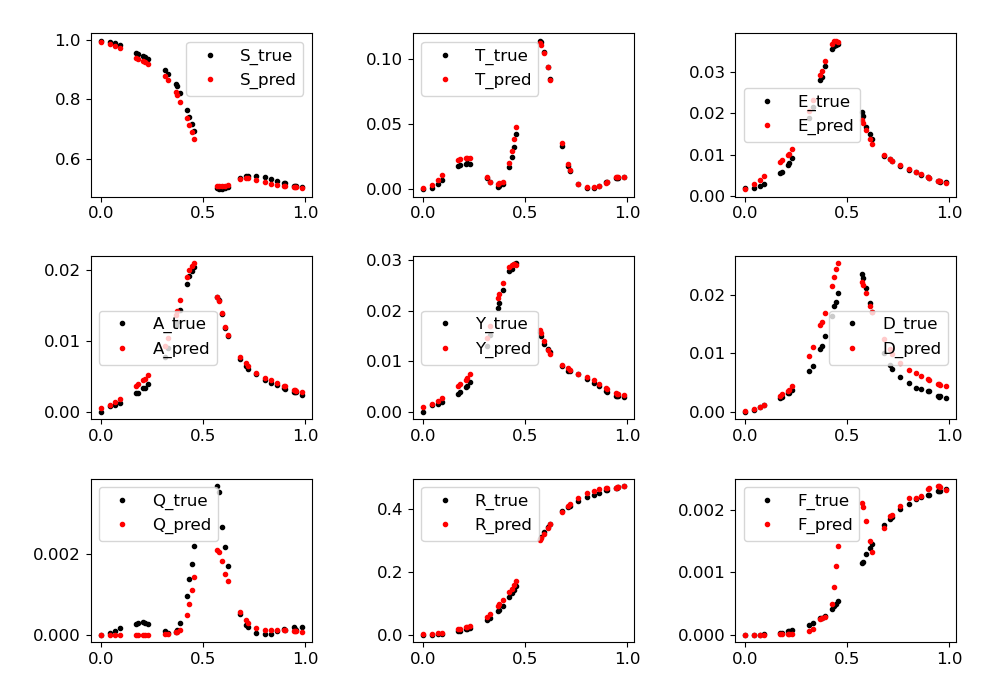 1.0
0.8
0.6
0.0 0.5 1.0
S_true
S_pred
0.10
0.05
0.00
0.0 0.5 1.0
T_true
T_pred
0.03
0.02
0.01
0.00
0.0 0.5 1.0
E_true
E_pred
0.02
0.01
0.00
0.0 0.5 1.0
A_true
A_pred
0.03
0.02
0.01
0.00
0.0 0.5 1.0
Y_true
Y_pred
0.02
0.01
0.00
0.0 0.5 1.0
D_true
D_pred
0.002
0.000
0.0 0.5 1.0
Q_true
Q_pred
0.4
0.2
0.0
0.0 0.5 1.0
R_true
R_pred
0.002
0.001
0.000
0.0 0.5 1.0
F_true
F_pred